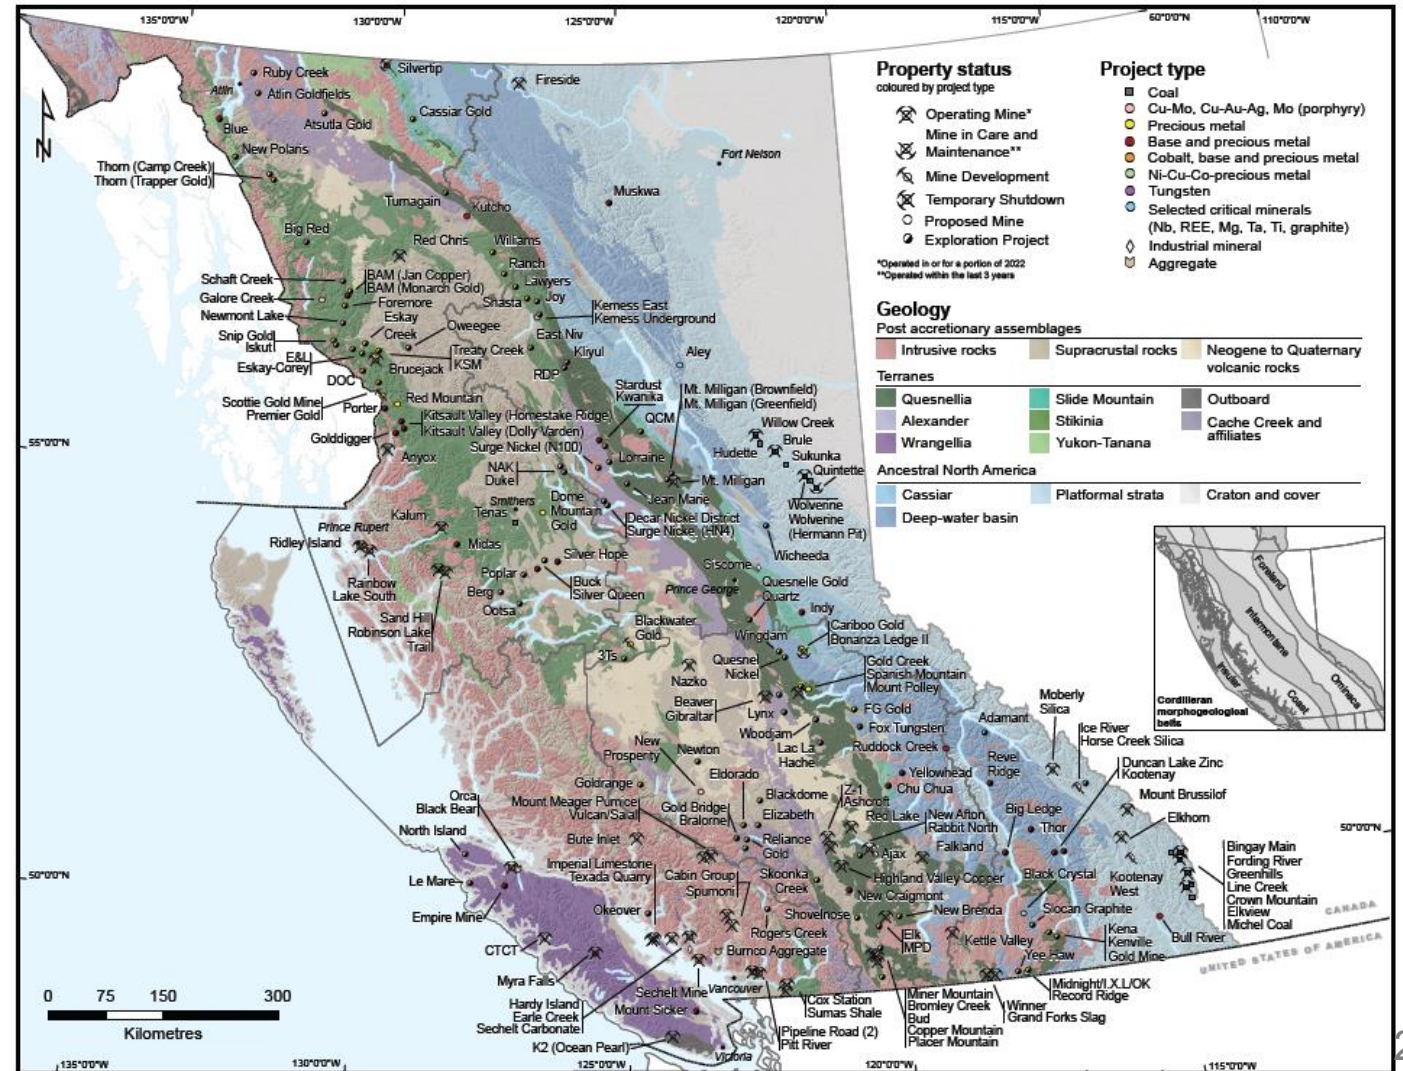 135°0'0"W
130°0'0"W
125°0'0"W
120°0'0"W
115°0'0"W
60°0'0"N
110°0'0"W
N
Ruby Creek
Atlin
Atlin Goldfields
Atsutla Gold
Blue
New Polaris
Thorn (Camp Creek)
Thorn (Trapper Gold)
Silvertip
Fireside
Cassiar Gold
Fort Nelson
Muskwa
Turnagain
Kutcho
Big Red
Red Chris
Williams
Ranch
Schaft Creek
BAM (Jan Copper)
BAM (Monarch Gold)
Lawyers
Galore Creek
Foremore
Shasta
Joy
Newmont Lake
Eskay
Creek
Oweegee
Kemess East
Kemess Underground
Snip Gold
Iskut
East Niv
E&L
Eskay-Corey
Treaty Creek
KSM
Brucejack
Kliyul
RDP
Aley
DOC
Stardust
Kwanika
Mt. Milligan (Brownfield)
Mt. Milligan (Greenfield)
Scottie Gold Mine
Premier Gold
Porter
Red Mountain
QCM
Willow Creek
Kitsault Valley (Homestake Ridge)
Kitsault Valley (Dolly Varden)
Golddigger
Brule
Hudette
Sukunka
Surge Nickel (N100)
Lorraine
Quintette
55°0'0"N
Anyox
NAK
Duke
Mt. Milligan
Jean Marie
Smithers
Tenas
Dome
Mountain
Gold
Wolverine
Wolverine
(Hermann Pit)
Kalum
Prince Rupert
Ridley Island
Decar Nickel District
Surge Nickel (HN4)
Midas
Wicheeda
Silver Hope
Giscome
Rainbow
Lake South
Poplar
Berg
Ootsa
Buck
Silver Queen
Prince George
Quesnelle Gold
Quartz
Indy
Sand Hill
Robinson Lake
Trail
Blackwater
Gold
Wingdam
Cariboo Gold
Bonanza Ledge II
3Ts
Quesnel
Nickel
Nazko
Gold Creek
Spanish Mountain
Mount Polley
Beaver
Gibraltar
Lynx
FG Gold
Woodjam
Fox Tungsten
Adamant
Moberly
Silica
Ice River
Horse Creek Silica
New
Prosperity
Newton
Lac La
Hache
Ruddock Creek
Revel
Ridge
Duncan Lake Zinc
Kootenay
Goldrange
Eldorado
Yellowhead
Chu Chua
Mount Brussilof
Orca
Black Bear
Mount Meager Pumice
Vulcan/Salal
Gold Bridge
Bralorne
Blackdome
Z-1
Ashcroft
Big Ledge
Elizabeth
Red Lake
New Afton
Rabbit North
Thor
Elkhorn
North Island
Bute Inlet
Reliance
Gold
Ajax
Falkland
50°0'0"N
Imperial Limestone
Texada Quarry
Cabin Group
Spumoni
Skoonka
Creek
Highland Valley Copper
Black Crystal
Kootenay
West
Bingay Main
Fording River
Greenhills
Line Creek
Crown Mountain
Elkview
Michel Coal
50°0'0"N
Le Mare
New Craigmont
Okeover
Shovelnose
New Brenda
Slocan Graphite
Empire Mine
Rogers Creek
Elk
MPD
Kettle Valley
Kena
Kenville
Gold Mine
Bull River
CANADA
UNITED STATES OF AMERICA
CTCT
Burnco Aggregate
Yee Haw
Myra Falls
Sechelt Mine
Vancouver
Midnight/I.X.L/OK
Record Ridge
Hardy Island
Earle Creek
Sechelt Carbonate
Mount Sicker
Cox Station
Sumas Shale
Miner Mountain
Bromley Creek
Bud
Copper Mountain
Placer Mountain
Winner
Grand Forks Slag
Pipeline Road (2)
Pitt River
K2 (Ocean Pearl)
Victoria
0 75 150 300
Kilometres
135°0'0"W
130°0'0"W
125°0'0"W
120°0'0"W
115°0'0"W
Property status
coloured by project type
Operating Mine*
Mine in Care and
Maintenance**
Mine Development
Temporary Shutdown
Proposed Mine
Exploration Project
*Operated in or for a portion of 2022
**Operated within the last 3 years
Project type
Coal
Cu-Mo, Cu-Au-Ag, Mo (porphyry)
Precious metal
Base and precious metal
Cobalt, base and precious metal
Ni-Cu-Co-precious metal
Tungsten
Selected critical minerals
(Nb, REE, Mg, Ta, Ti, graphite)
Industrial mineral
Aggregate
Geology
Post accretionary assemblages
Intrusive rocks
Supracrustal rocks
Neogene to Quaternary
volcanic rocks
Terranes
Quesnellia
Slide Mountain
Outboard
Alexander
Stikinia
Cache Creek and
affiliates
Wrangellia
Yukon-Tanana
Ancestral North America
Cassiar
Platformal strata
Craton and cover
Deep-water basin
Foreland
Intermontane
Omineca
Insular
Coast
Cordilleran
morphogeological
belts
2